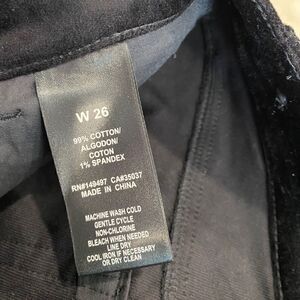 W 26
99% COTTON/
ALGODON/
COTON
1% SPANDEX
RN#149497 CA#35037
MADE IN CHINA
MACHINE WASH COLD
GENTLE CYCLE
NON-CHLORINE
BLEACH WHEN NEEDED
LINE DRY
COOL IRON IF NECESSARY
OR DRY CLEAN